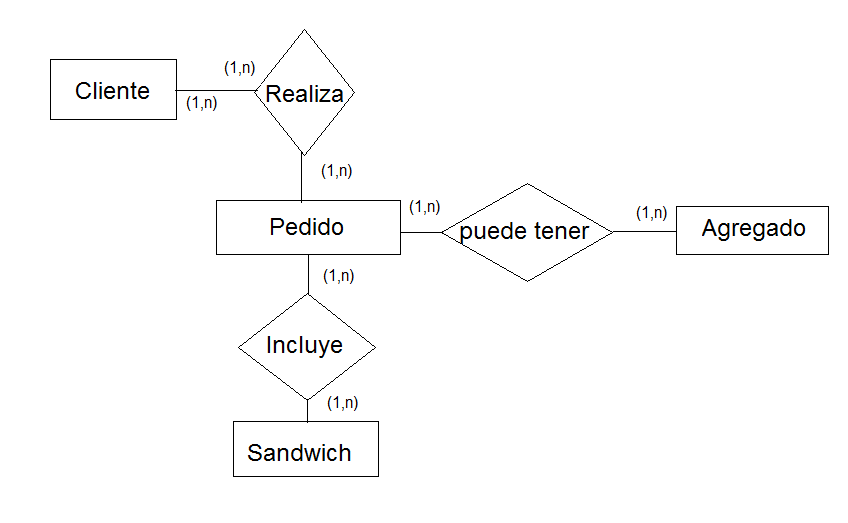 (1,n)
Cliente
Realiza
(1,n)
(1,n)
Pedido
(1,n)
puede tener
(1,n)
Agregado
(1,n)
Incluye
(1,n)
Sandwich